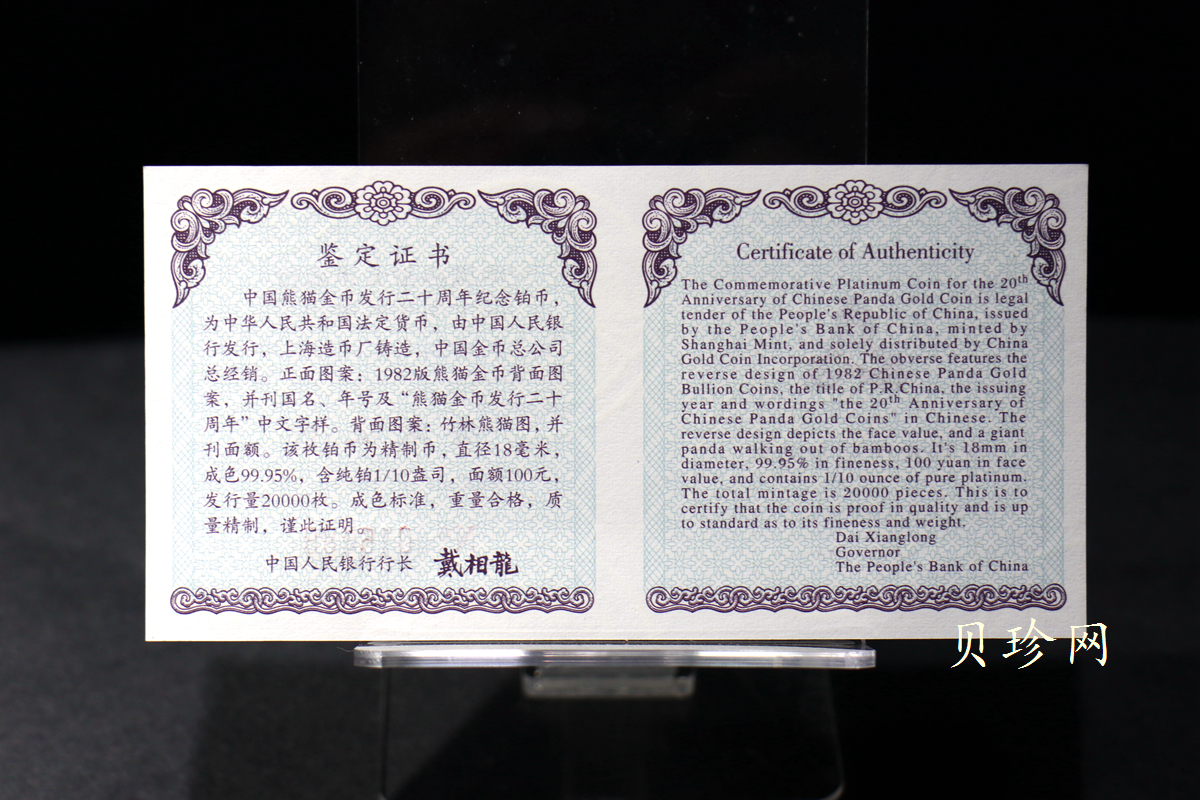 鉴定证书
中国熊猫金币发行二十周年纪念铂币，
为中华人民共和国法定货币，由中国人民银
行发行，上海造币厂铸造，中国金币总公司
总经销。正面图案：1982版熊猫金币背面图
案，并刊国名、年号及“熊猫金币发行二十
周年”中文字样。背面图案：竹林熊猫图，并
刊面额。该枚铂币为精制币，直径18毫米，
成色99.95%，含纯铂1/10盎司，面额100元，
发行量20000枚。成色标准，重量合格，质
量精制，谨此证明。
中国人民银行行长 戴相龍
Certificate of Authenticity
The Commemorative Platinum Coin for the 20th
Anniversary of Chinese Panda Gold Coin is legal
tender of the People's Republic of China, issued
by the People's Bank of China, minted by
Shanghai Mint, and solely distributed by China
Gold Coin Incorporation. The obverse features the
reverse design of 1982 Chinese Panda Gold
Bullion Coins, the title of P.R.China, the issuing
year and wordings "the 20th Anniversary of
Chinese Panda Gold Coins" in Chinese. The
reverse design depicts the face value, and a giant
panda walking out of bamboos. It's 18mm in
diameter, 99.95% in fineness, 100 yuan in face
value, and contains 1/10 ounce of pure platinum.
The total mintage is 20000 pieces. This is to
certify that the coin is proof in quality and is up
to standard as to its fineness and weight.
Dai Xianglong
Governor
The People's Bank of China
贝珍网